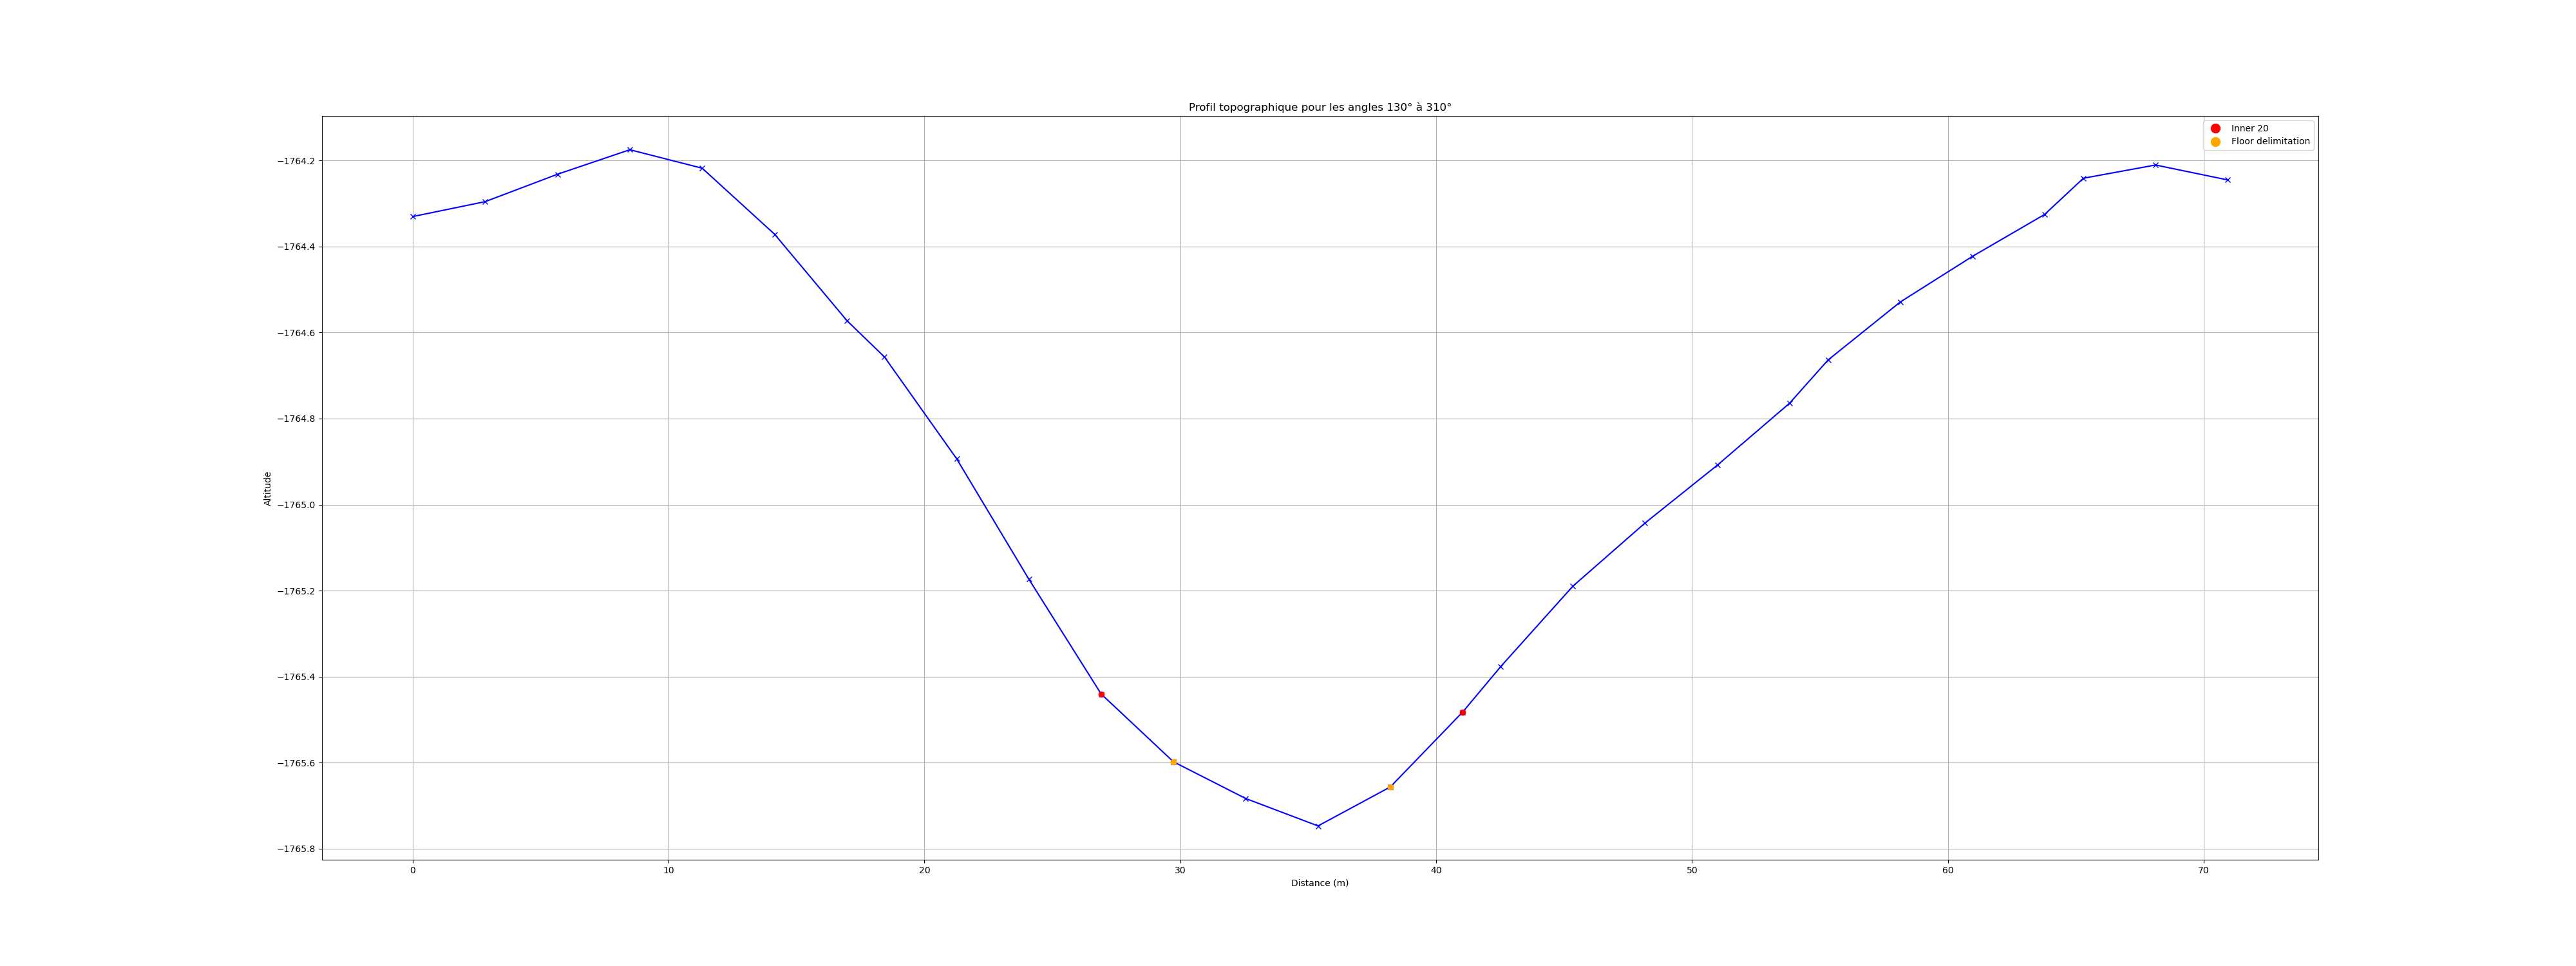 Profil topographique pour les angles 130° à 310°
Inner 20
Floor delimitation
−1764.2
−1764.4
−1764.6
−1764.8
−1765.0
−1765.2
−1765.4
−1765.6
−1765.8
Altitude
0 10 20 30 40 50 60 70
Distance (m)